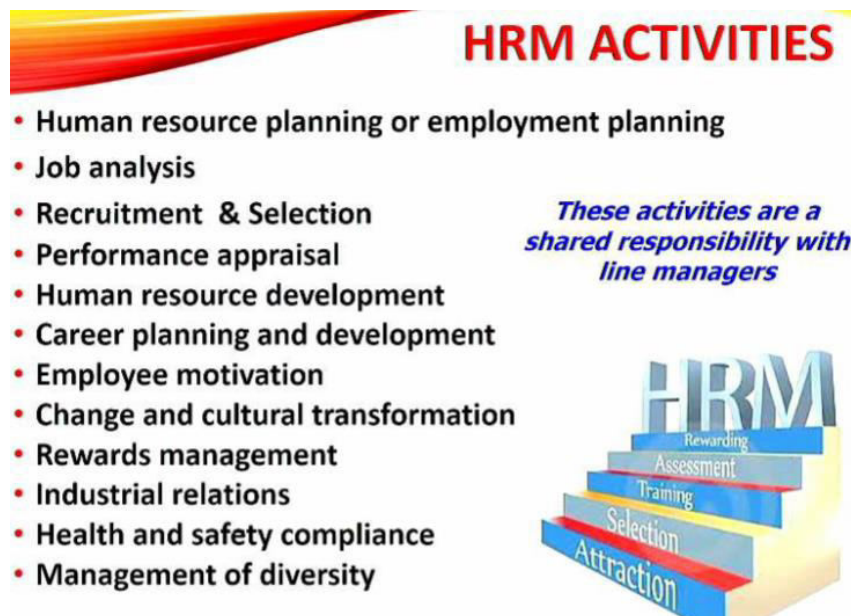 HRM ACTIVITIES
• Human resource planning or employment planning
• Job analysis
• Recruitment & Selection
• Performance appraisal
• Human resource development
• Career planning and development
• Employee motivation
• Change and cultural transformation
• Rewards management
• Industrial relations
• Health and safety compliance
• Management of diversity
These activities are a
shared responsibility with
line managers
HRM
Rewarding
Assessment
Training
Selection
Attraction